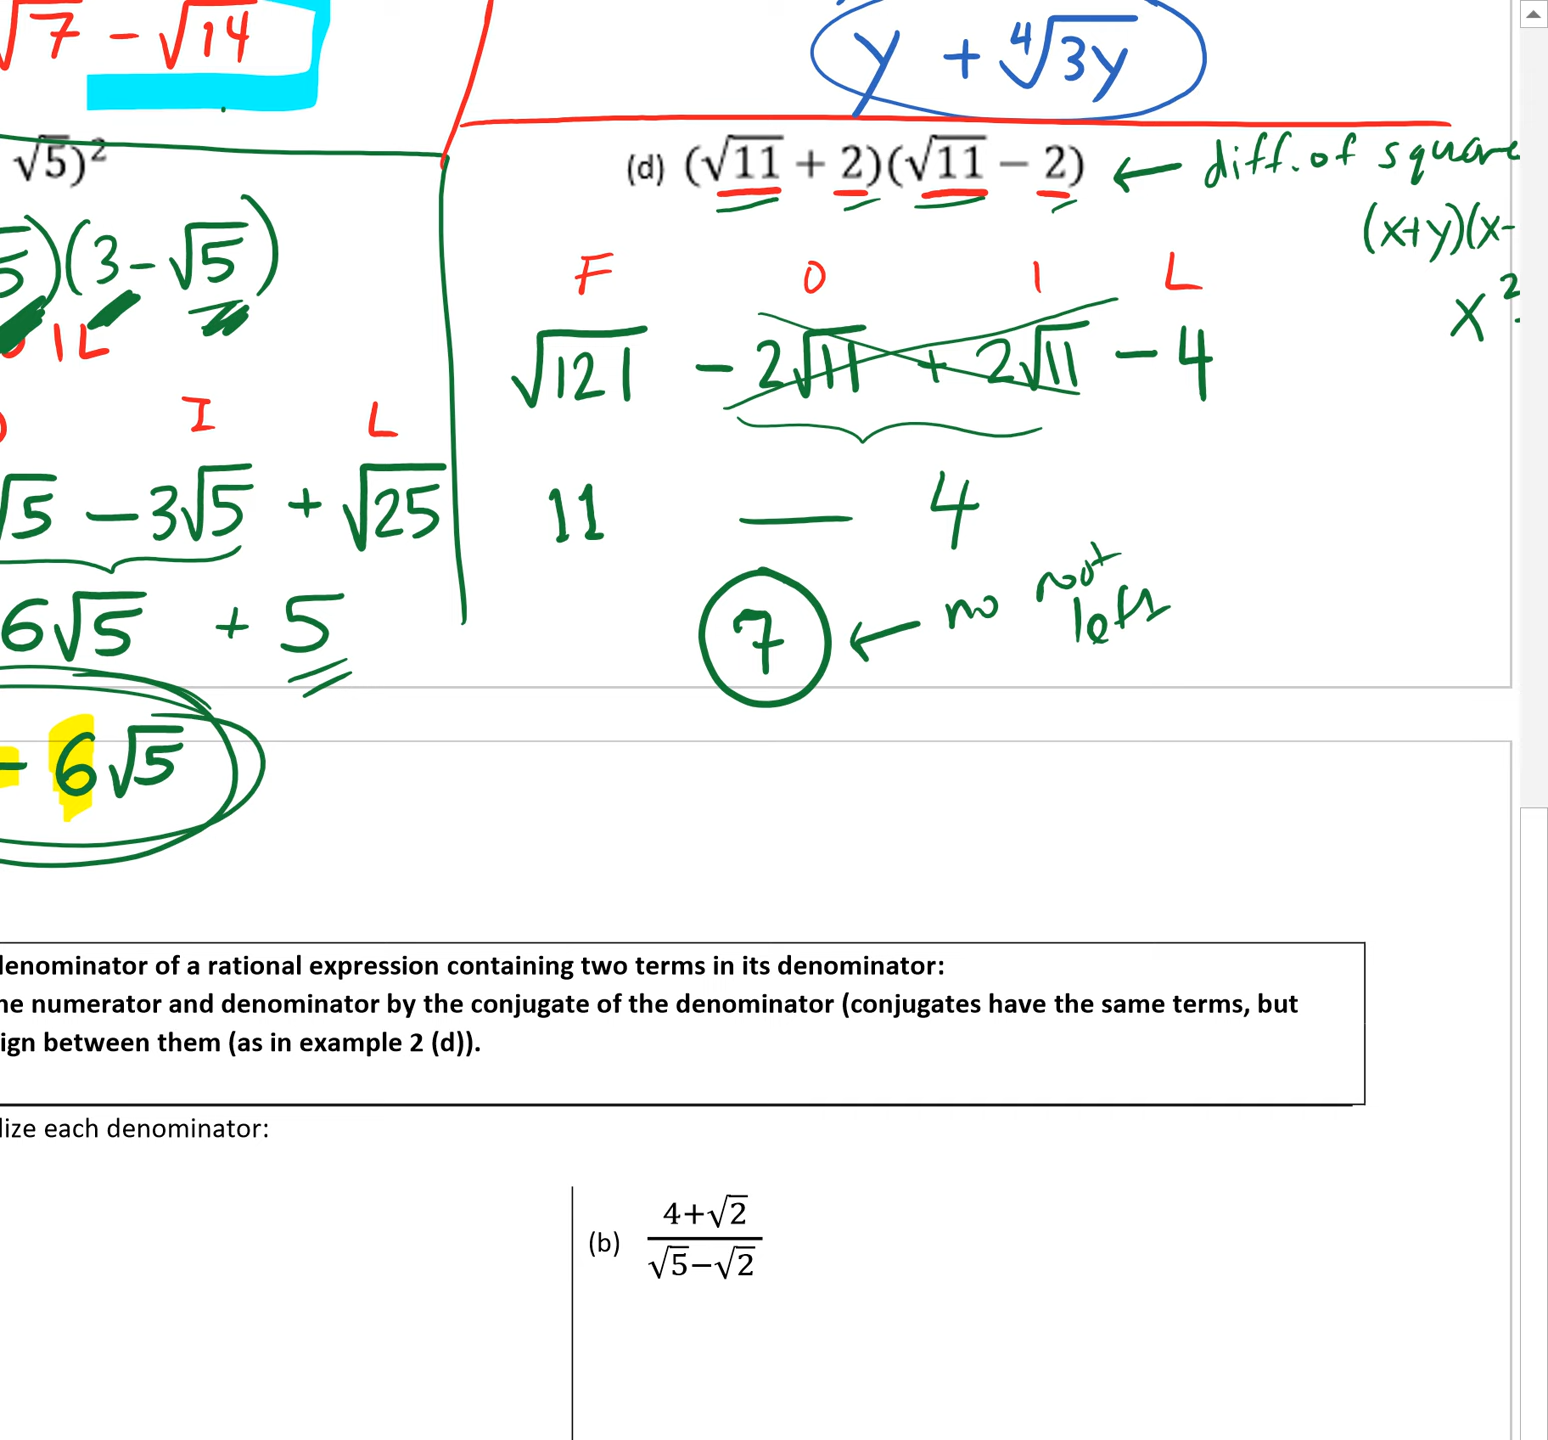 √7 - √14
y + ∜3y
√5)²
5)(3-√5)
IL
I L
√5 - 3√5 + √25
6√5 + 5
- 6√5
(d) (√11 + 2)(√11 − 2) ← diff. of square
(x+y)(x-
x²-
F O I L
√121 - 2√11 + 2√11 - 4
11 — 4
7 ← no root left
denominator of a rational expression containing two terms in its denominator:
he numerator and denominator by the conjugate of the denominator (conjugates have the same terms, but
ign between them (as in example 2 (d)).
lize each denominator:
(b) 4+√2
√5−√2